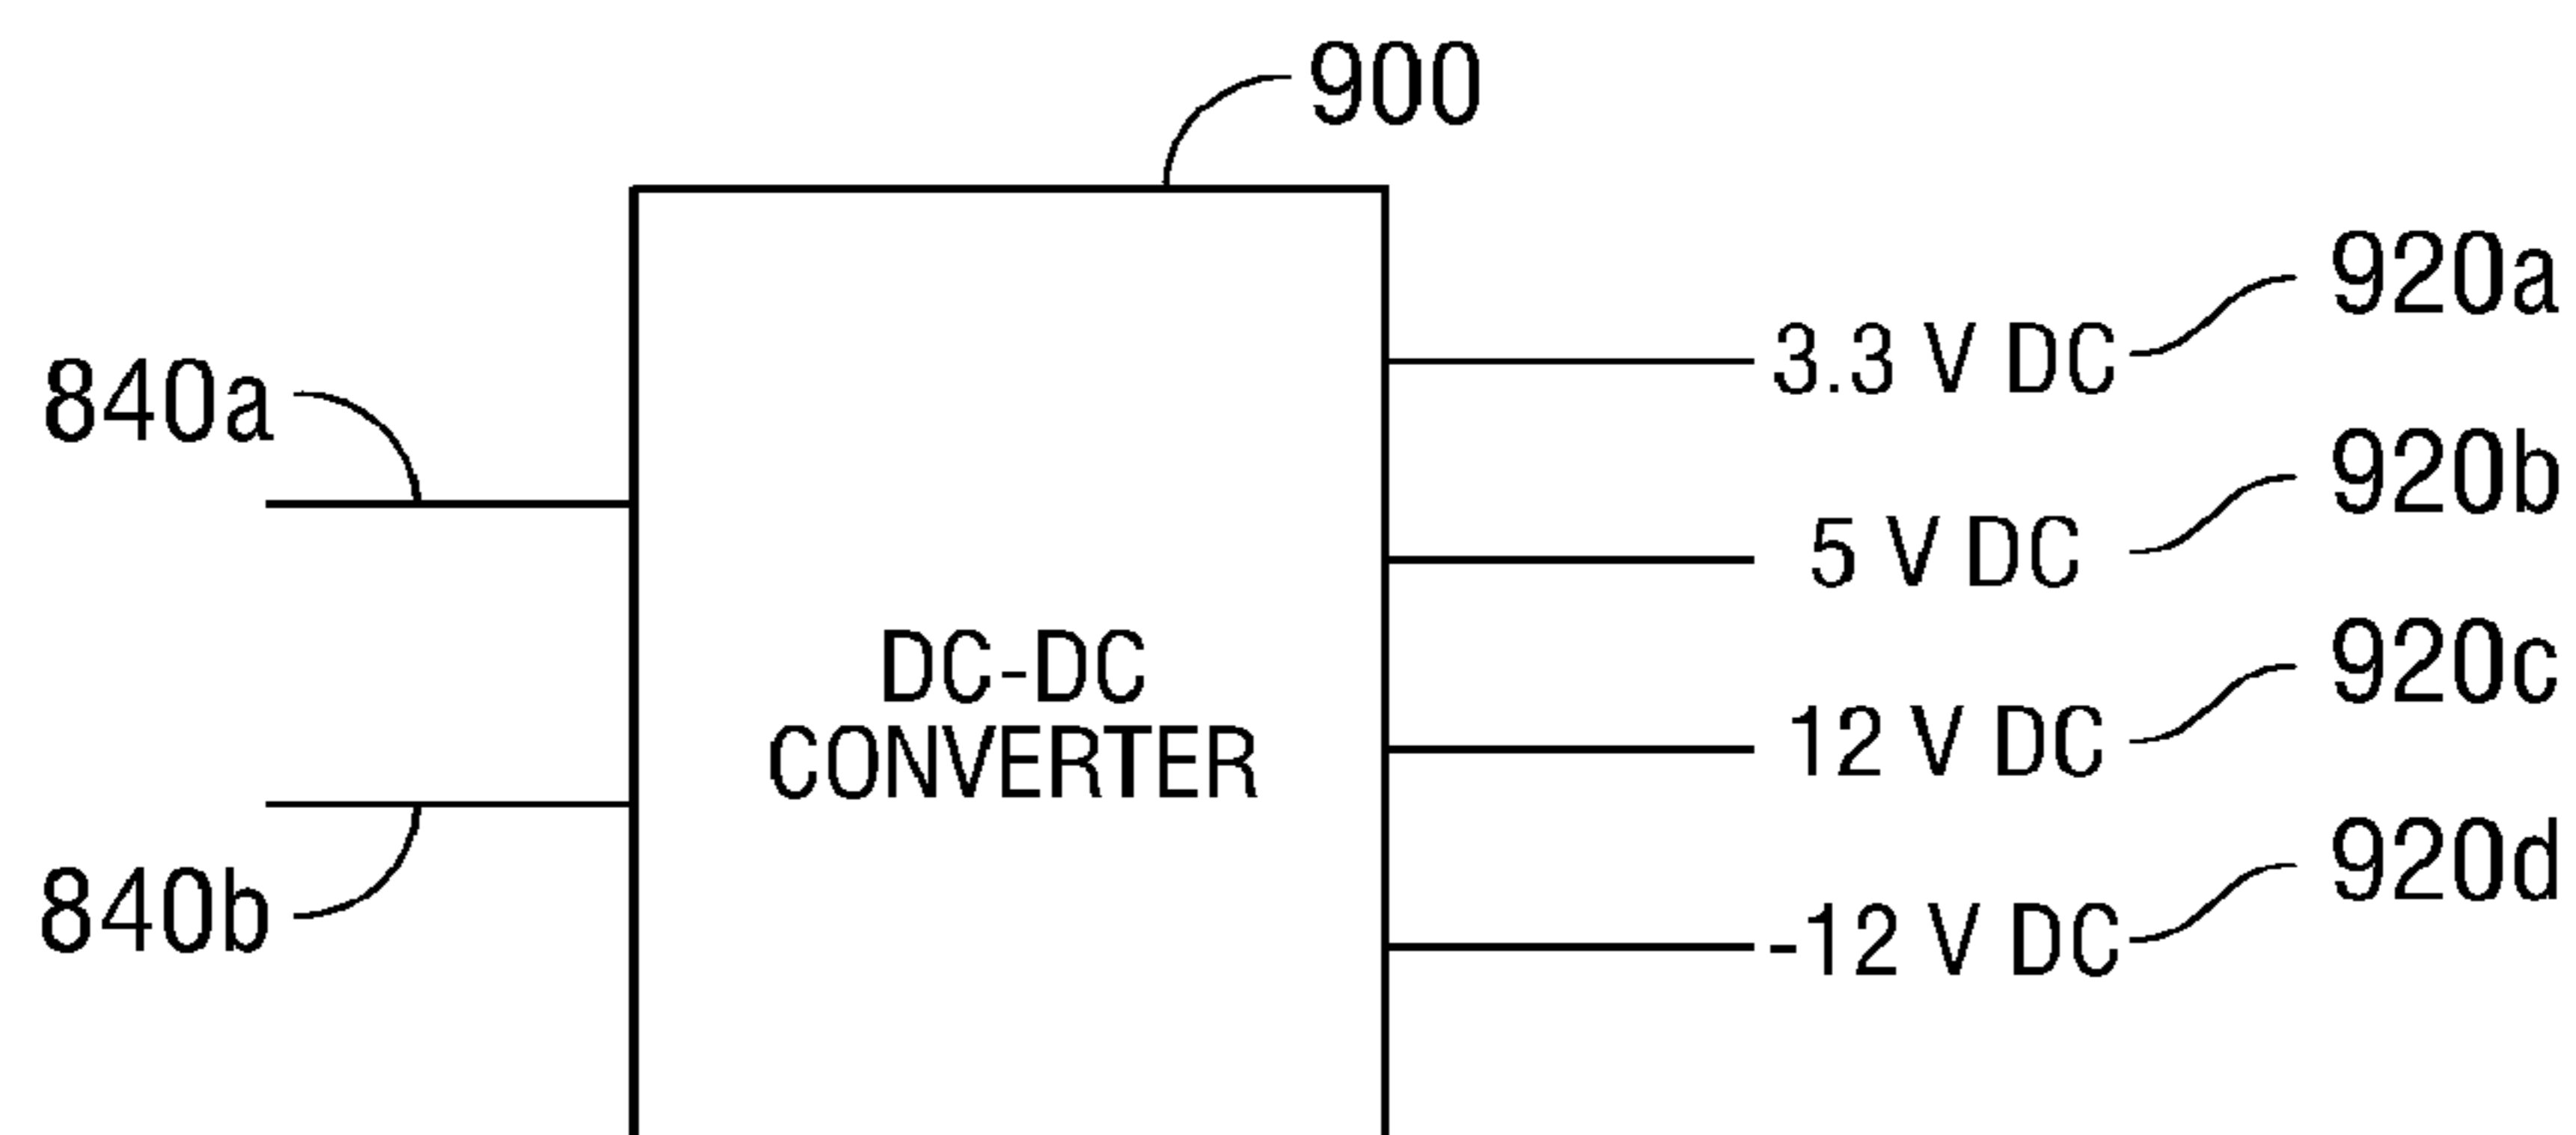 900
920a
3.3 V DC
840a
920b
5 V DC
DC-DC
CONVERTER
920c
12 V DC
840b
920d
-12 V DC